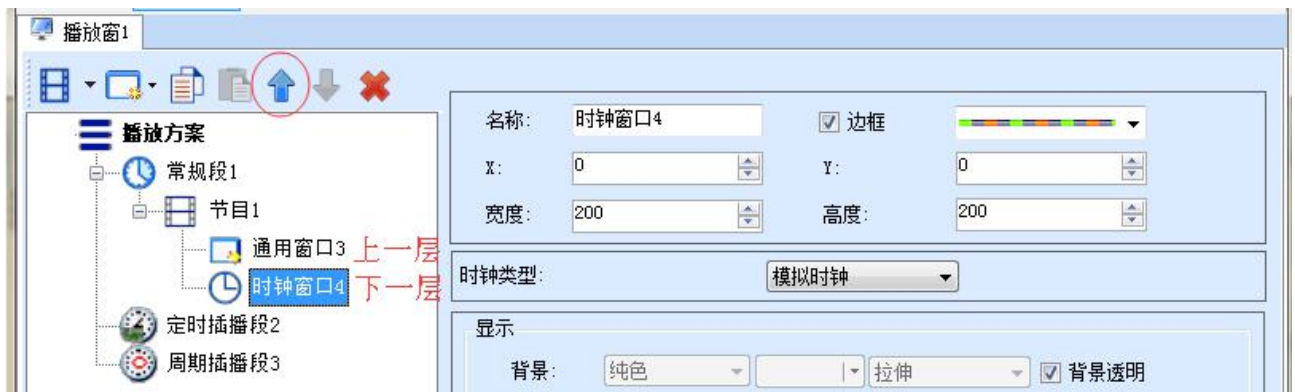 播放窗1
播放方案
常规段1
节目1
通用窗口3 上一层
时钟窗口4 下一层
定时插播段2
周期插播段3
名称: 时钟窗口4 边框
X: 0 Y: 0
宽度: 200 高度: 200
时钟类型: 模拟时钟
显示
背景: 纯色 拉伸 背景透明